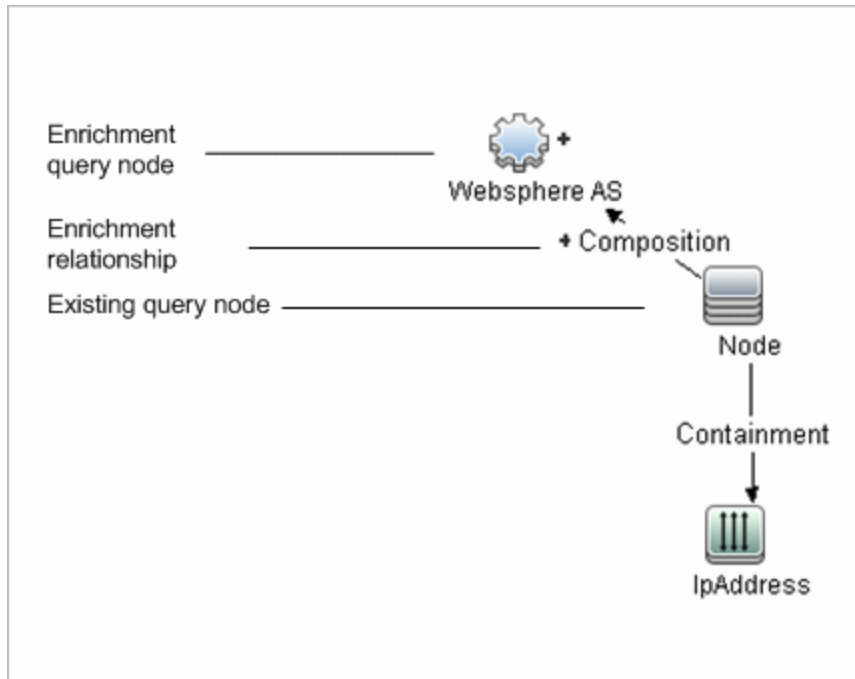 Enrichment
query node
+
Websphere AS
Enrichment
relationship
+ Composition
Existing query node
Node
Containment
IpAddress